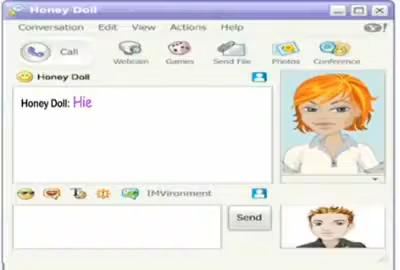 Honey Doll
Conversation Edit View Actions Help
Y!
Call Webcam Games Send File Photos Conference
Honey Doll
Honey Doll: Hie
IMVironment
Send